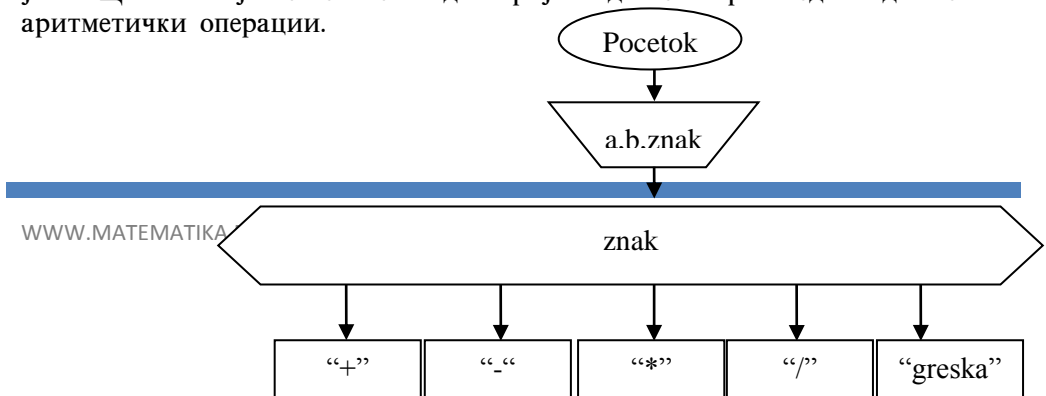 аритметички операции.
Pocetok
a,b,znak
WWW.MATEMATIKA
znak
“+” “-“ “*” “/” “greska”